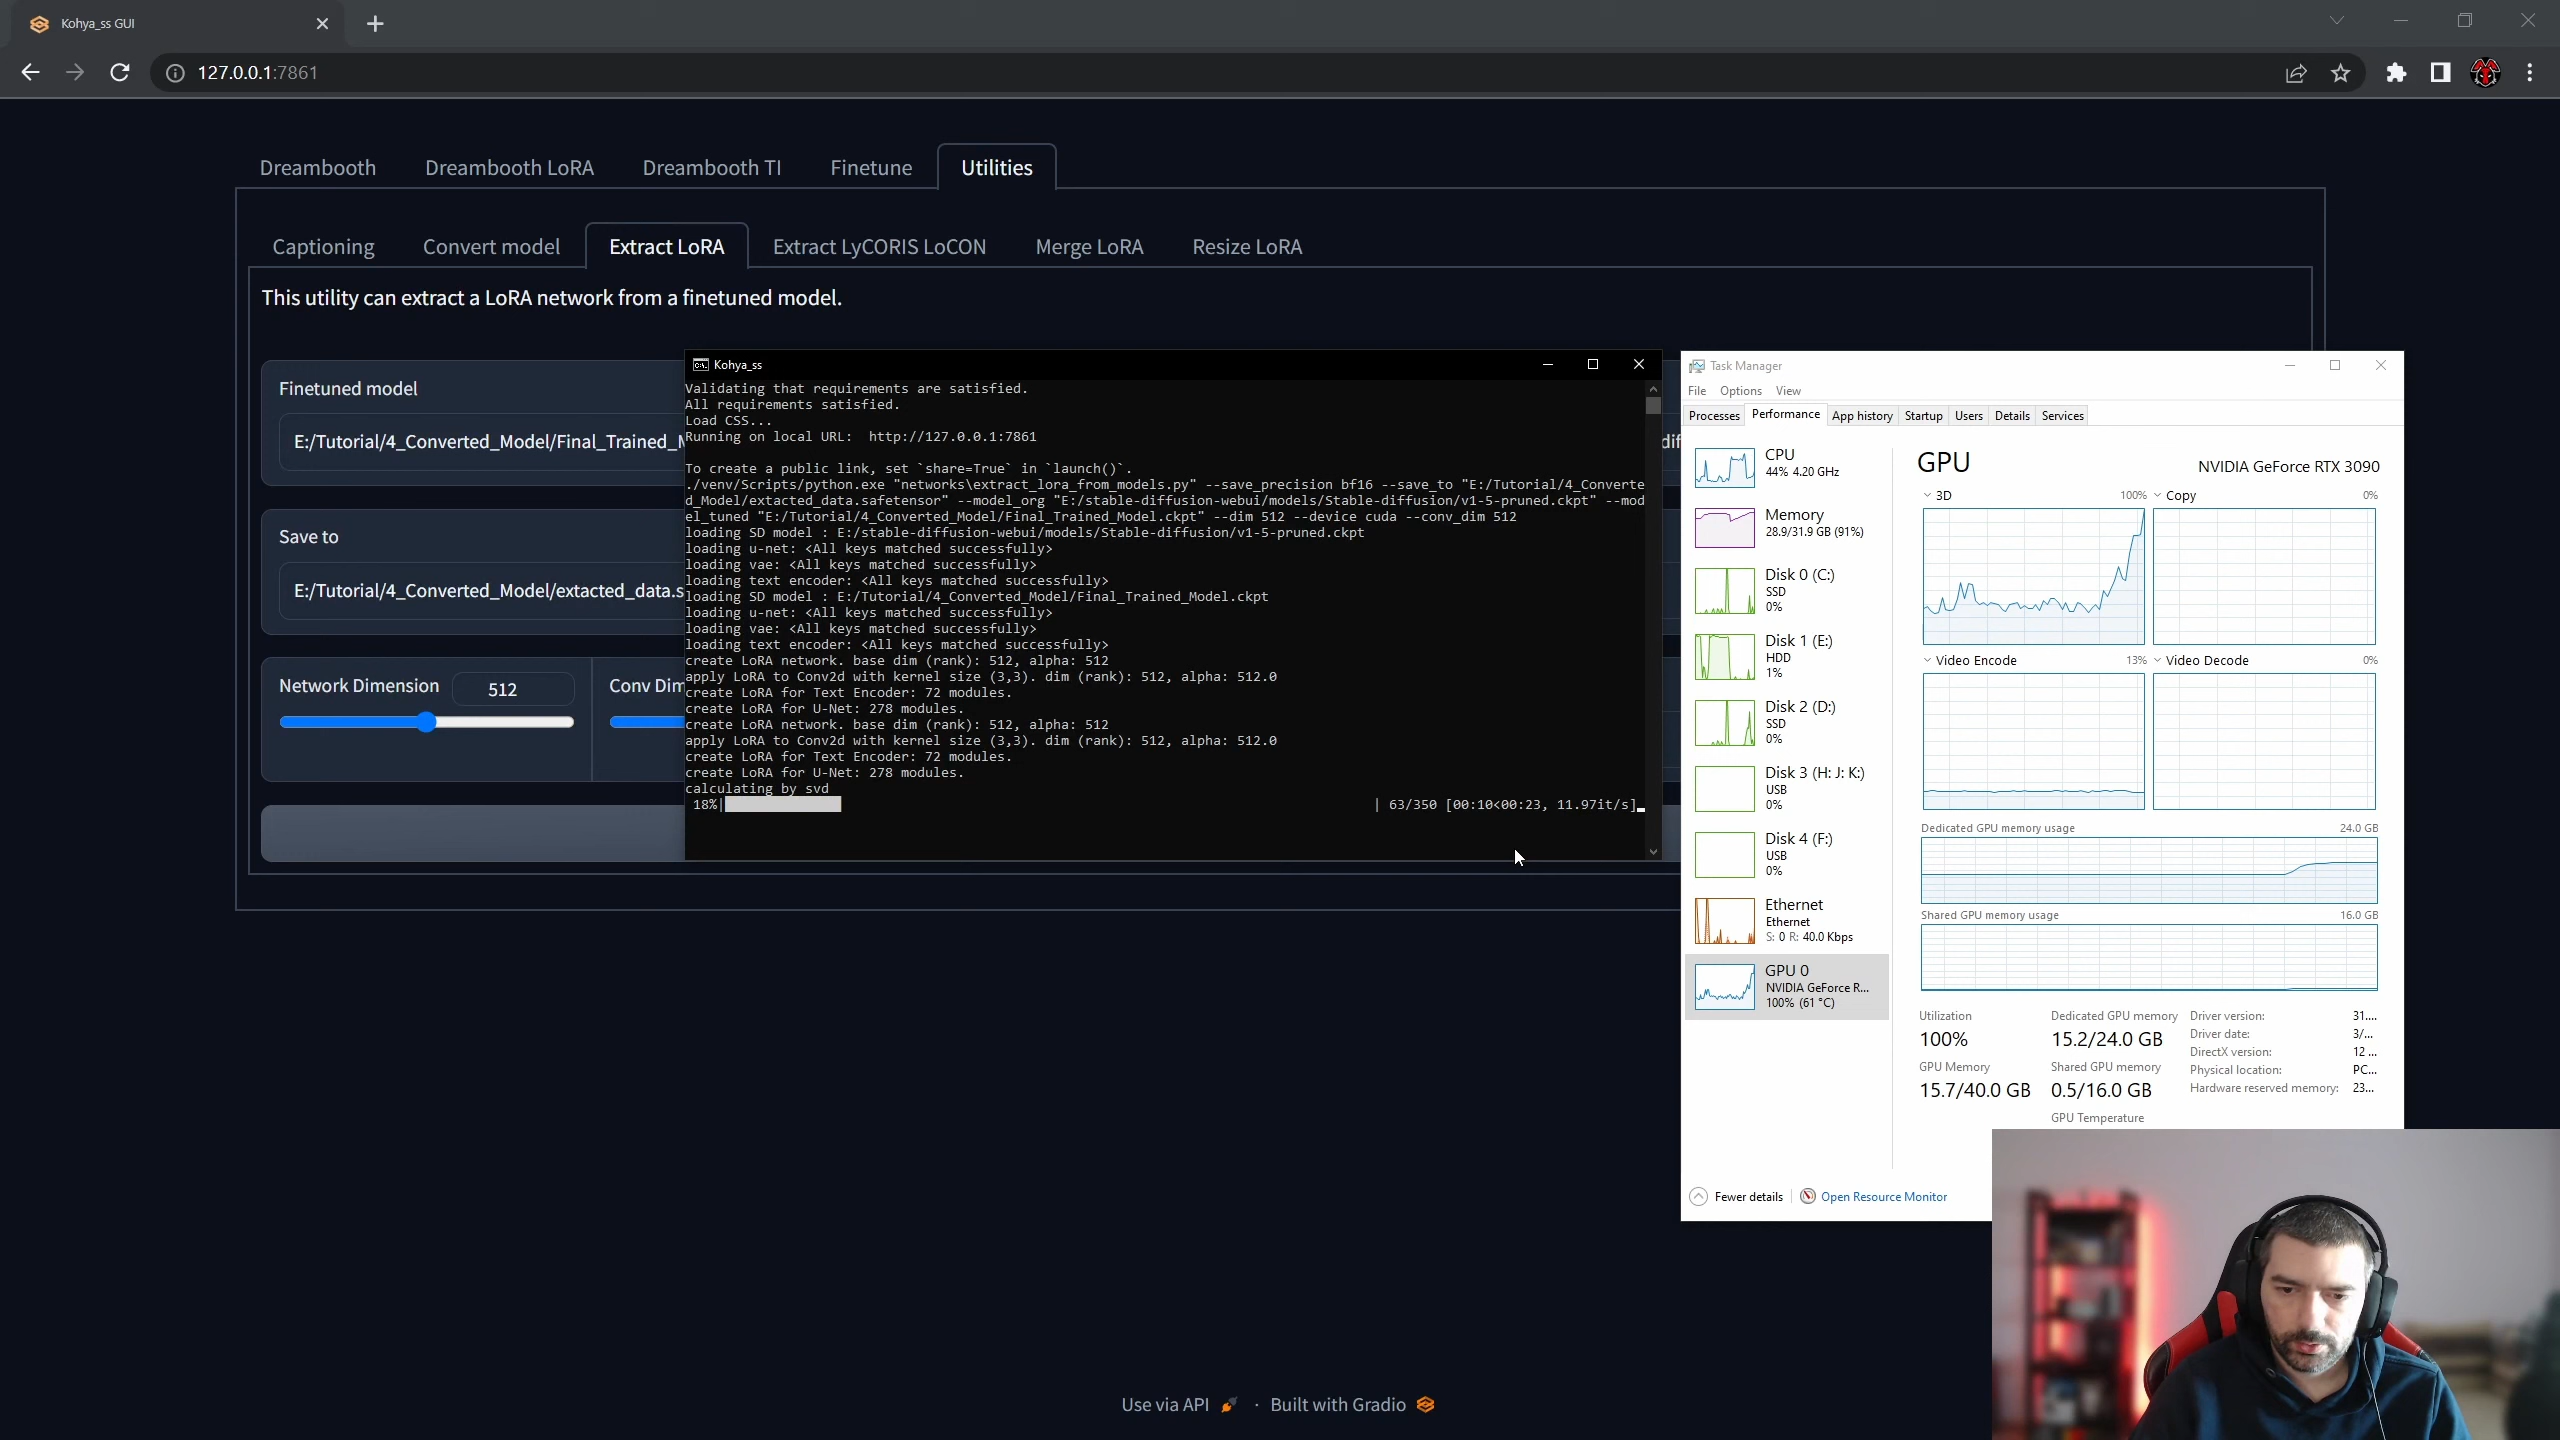 Kohya_ss GUI
127.0.0.1:7861
Dreambooth
Dreambooth LoRA
Dreambooth TI
Finetune
Utilities
Captioning
Convert model
Extract LoRA
Extract LyCORIS LoCON
Merge LoRA
Resize LoRA
This utility can extract a LoRA network from a finetuned model.
Finetuned model
E:/Tutorial/4_Converted_Model/Final_Trained_
Save to
E:/Tutorial/4_Converted_Model/extacted_data.s
Network Dimension
512
Conv Dim
Kohya_ss
Validating that requirements are satisfied.
All requirements satisfied.
Load CSS...
Running on local URL:  http://127.0.0.1:7861
To create a public link, set `share=True` in `launch()`.
./venv/Scripts/python.exe "networks\extract_lora_from_models.py" --save_precision bf16 --save_to "E:/Tutorial/4_Converte
d_Model/extacted_data.safetensor" --model_org "E:/stable-diffusion-webui/models/Stable-diffusion/v1-5-pruned.ckpt" --mod
el_tuned "E:/Tutorial/4_Converted_Model/Final_Trained_Model.ckpt" --dim 512 --device cuda --conv_dim 512
loading SD model : E:/stable-diffusion-webui/models/Stable-diffusion/v1-5-pruned.ckpt
loading u-net: <All keys matched successfully>
loading vae: <All keys matched successfully>
loading text encoder: <All keys matched successfully>
loading SD model : E:/Tutorial/4_Converted_Model/Final_Trained_Model.ckpt
loading u-net: <All keys matched successfully>
loading vae: <All keys matched successfully>
loading text encoder: <All keys matched successfully>
create LoRA network. base dim (rank): 512, alpha: 512
apply LoRA to Conv2d with kernel size (3,3). dim (rank): 512, alpha: 512.0
create LoRA for Text Encoder: 72 modules.
create LoRA for U-Net: 278 modules.
create LoRA network. base dim (rank): 512, alpha: 512
apply LoRA to Conv2d with kernel size (3,3). dim (rank): 512, alpha: 512.0
create LoRA for Text Encoder: 72 modules.
create LoRA for U-Net: 278 modules.
calculating by svd
18%| | 63/350 [00:10<00:23, 11.97it/s]
dif
Task Manager
File Options View
Processes Performance App history Startup Users Details Services
CPU
44% 4.20 GHz
Memory
28.9/31.9 GB (91%)
Disk 0 (C:)
SSD
0%
Disk 1 (E:)
HDD
1%
Disk 2 (D:)
SSD
0%
Disk 3 (H: J: K:)
USB
0%
Disk 4 (F:)
USB
0%
Ethernet
Ethernet
S: 0 R: 40.0 Kbps
GPU 0
NVIDIA GeForce R...
100% (61 °C)
GPU
NVIDIA GeForce RTX 3090
3D 100%
Copy 0%
Video Encode 13%
Video Decode 0%
Dedicated GPU memory usage 24.0 GB
Shared GPU memory usage 16.0 GB
Utilization
100%
Dedicated GPU memory
15.2/24.0 GB
GPU Memory
15.7/40.0 GB
Shared GPU memory
0.5/16.0 GB
GPU Temperature
Driver version: 31....
Driver date: 3/...
DirectX version: 12 ...
Physical location: PC...
Hardware reserved memory: 23...
Fewer details
Open Resource Monitor
Use via API · Built with Gradio